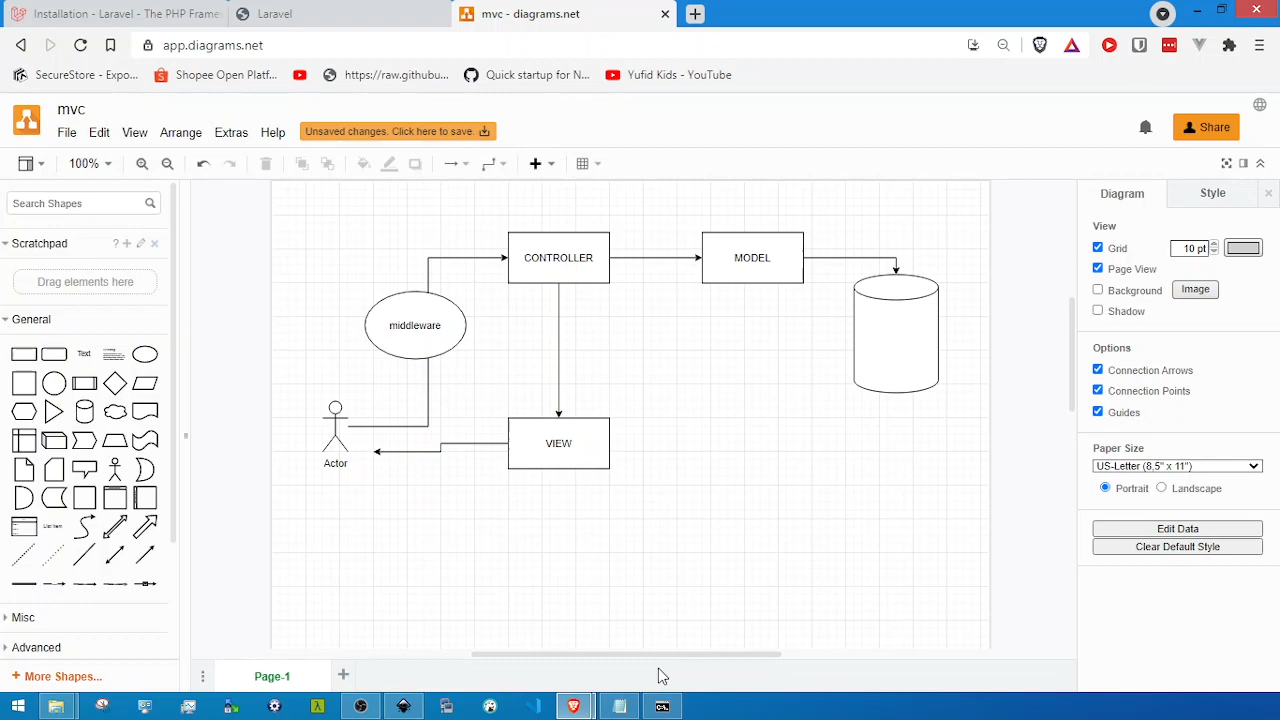 Installation - Laravel - The PHP Frame
Laravel
mvc - diagrams.net
app.diagrams.net
SecureStore - Expo...
Shopee Open Platf...
https://raw.githubu...
Quick startup for N...
Yufid Kids - YouTube
mvc
File Edit View Arrange Extras Help
Unsaved changes. Click here to save.
Share
100%
Search Shapes
Scratchpad
Drag elements here
General
Text
List Item
Actor
middleware
CONTROLLER
MODEL
VIEW
Misc
Advanced
+ More Shapes...
Page-1
Diagram Style
View
Grid 10 pt
Page View
Background Image
Shadow
Options
Connection Arrows
Connection Points
Guides
Paper Size
US-Letter (8,5" x 11")
Portrait Landscape
Edit Data
Clear Default Style